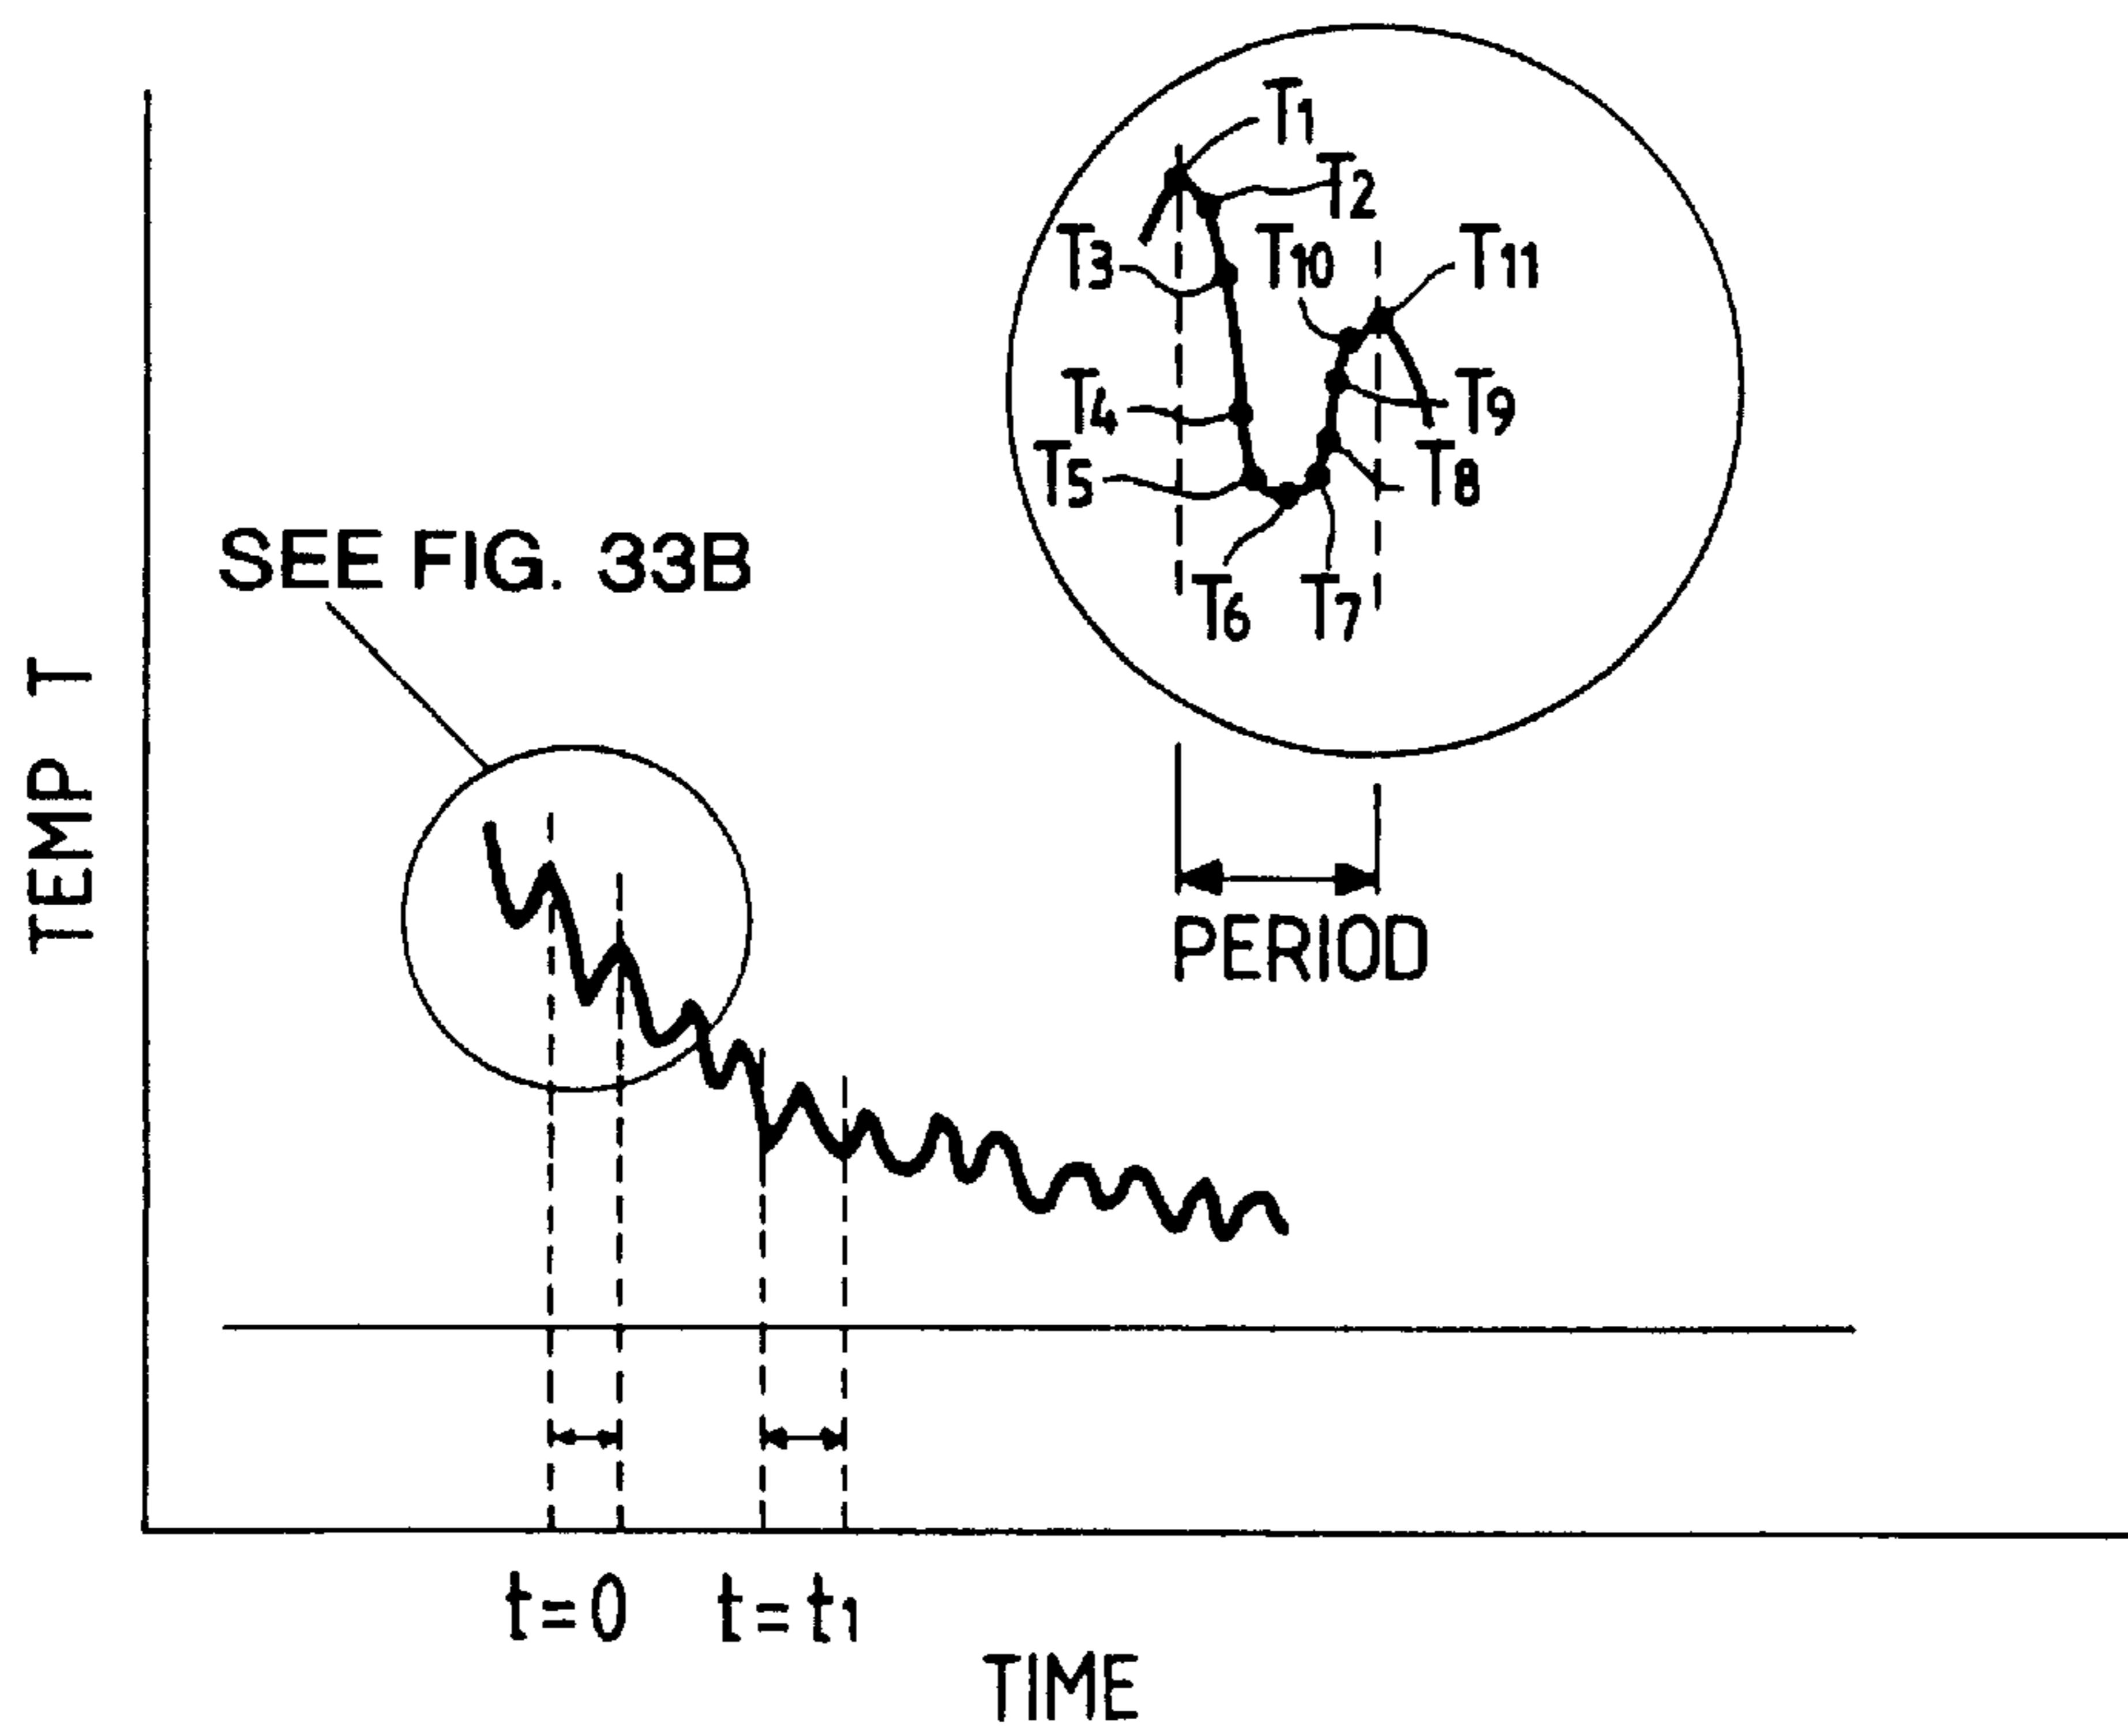 T1
T2
T3
T10
T11
T4
T9
T5
T8
T6
T7
SEE FIG. 33B
TEMP T
PERIOD
t=0
t=t1
TIME